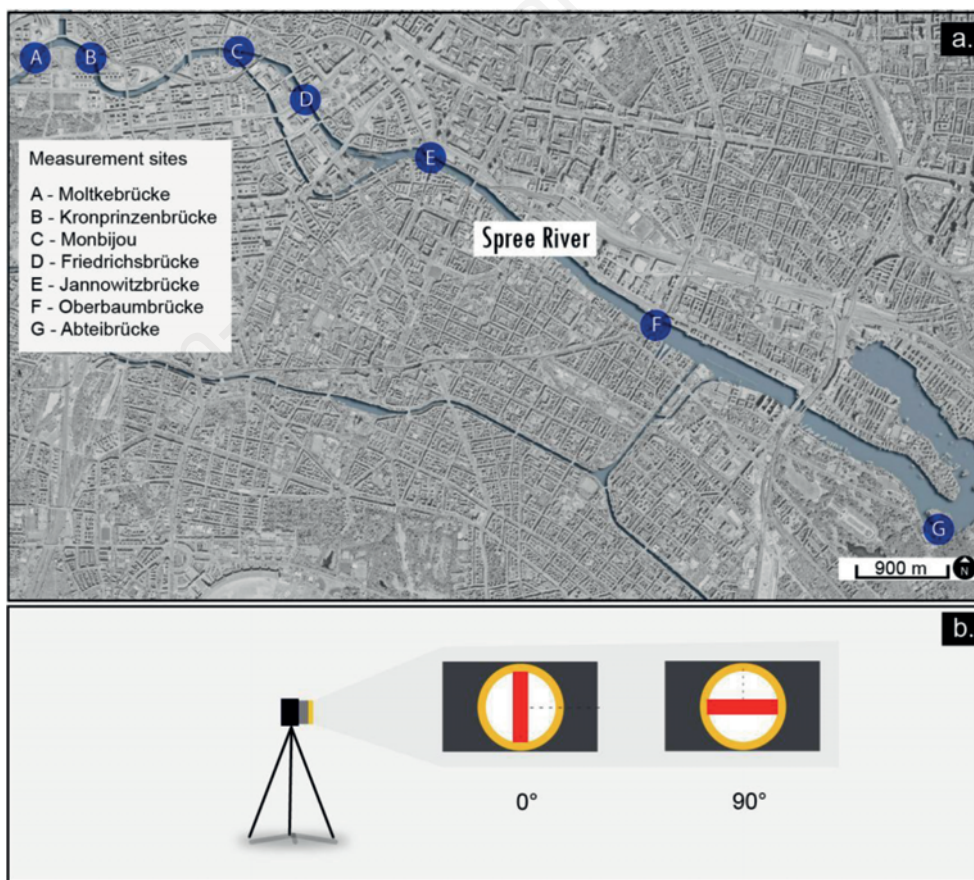 a.
A
B
C
D
E
F
G
Measurement sites
A - Moltkebrücke
B - Kronprinzenbrücke
C - Monbijou
D - Friedrichsbrücke
E - Jannowitzbrücke
F - Oberbaumbrücke
G - Abteibrücke
Spree River
900 m
N
b.
0°
90°